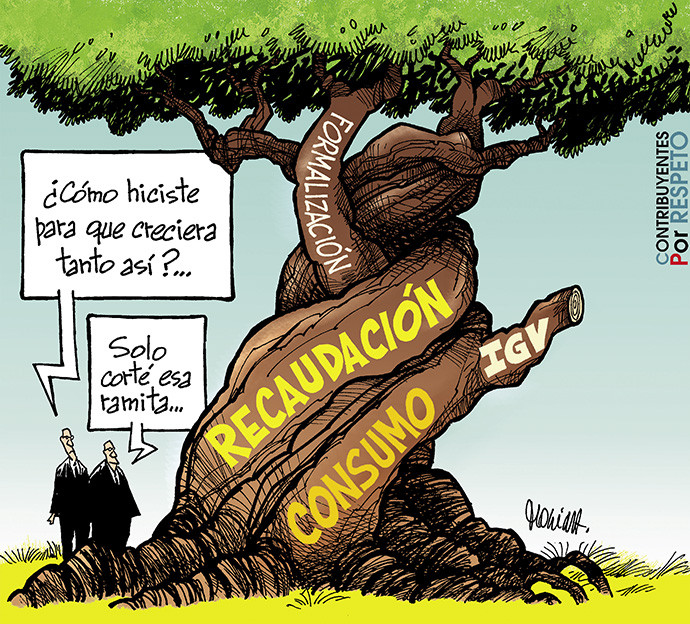 ¿Cómo hiciste
para que creciera
tanto así?...
Solo
corté esa
ramita...
FORMALIZACIÓN
RECAUDACIÓN
CONSUMO
IGV
CONTRIBUYENTES
Por RESPETO